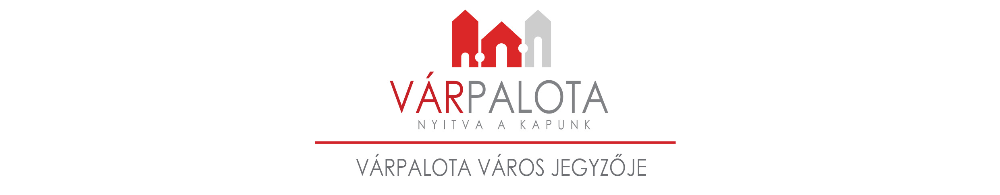 VÁRPALOTA
NYITVA A KAPUNK
VÁRPALOTA VÁROS JEGYZŐJE